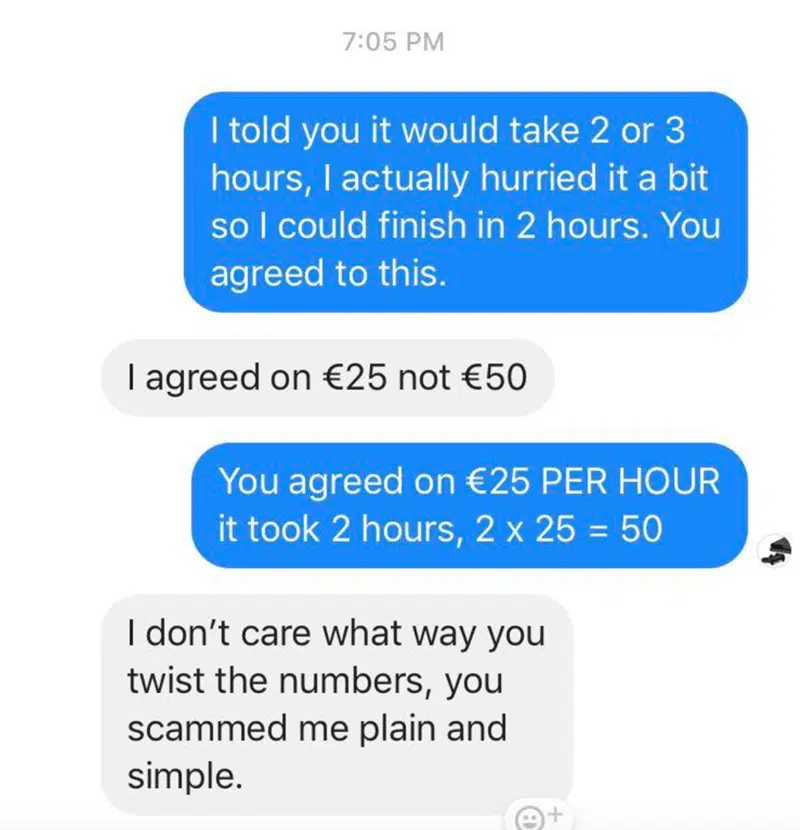 7:05 PM
I told you it would take 2 or 3
hours, I actually hurried it a bit
so I could finish in 2 hours. You
agreed to this.
I agreed on €25 not €50
You agreed on €25 PER HOUR
it took 2 hours, 2 x 25 = 50
I don’t care what way you
twist the numbers, you
scammed me plain and
simple.